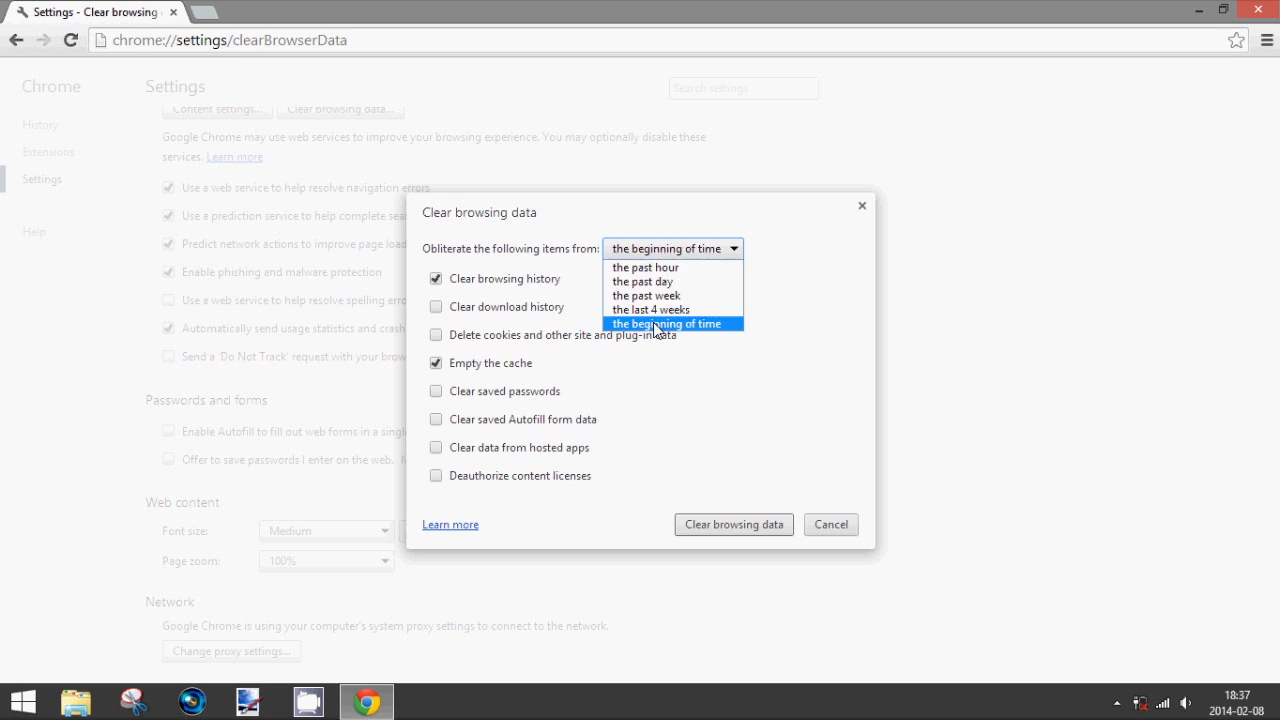 Settings - Clear browsing
chrome://settings/clearBrowserData
Chrome
Settings
Search settings
History
Extensions
Settings
Help
Content settings... Clear browsing data...
Google Chrome may use web services to improve your browsing experience. You may optionally disable these
services. Learn more
Use a web service to help resolve navigation errors
Use a prediction service to help complete sea
Predict network actions to improve page load
Enable phishing and malware protection
Use a web service to help resolve spelling erro
Automatically send usage statistics and crash
Send a 'Do Not Track' request with your brow
Passwords and forms
Enable Autofill to fill out web forms in a singl
Offer to save passwords I enter on the web.
Web content
Font size: Medium
Page zoom: 100%
Network
Google Chrome is using your computer's system proxy settings to connect to the network.
Change proxy settings...
Clear browsing data
Obliterate the following items from: the beginning of time
the past hour
the past day
the past week
the last 4 weeks
the beginning of time
Clear browsing history
Clear download history
Delete cookies and other site and plug-in data
Empty the cache
Clear saved passwords
Clear saved Autofill form data
Clear data from hosted apps
Deauthorize content licenses
Learn more
Clear browsing data
Cancel
18:37
2014-02-08